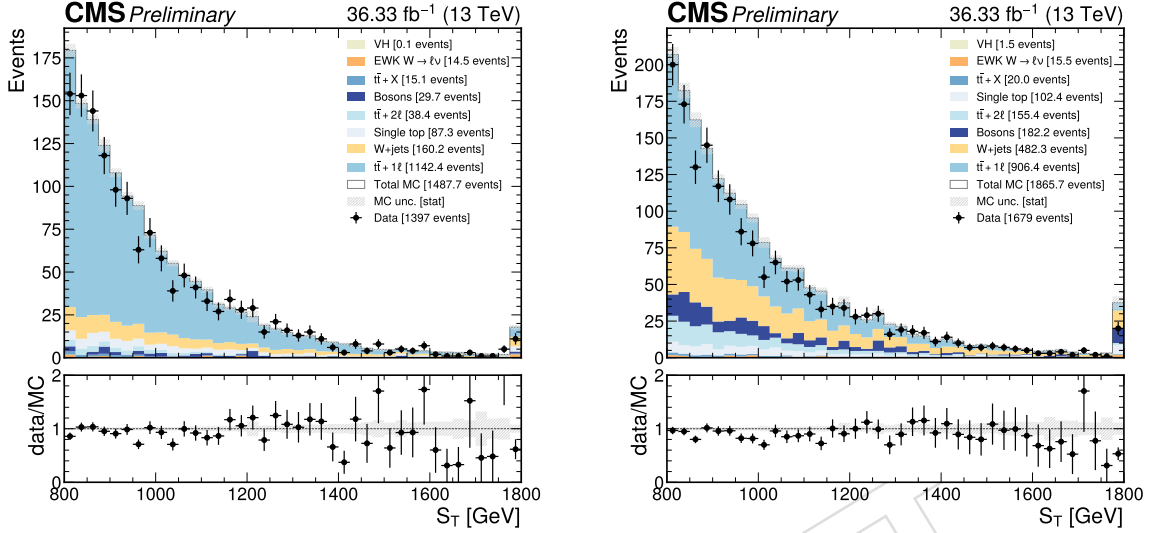 CMS Preliminary 36.33 fb⁻¹ (13 TeV)
Events
175
150
125
100
75
50
25
0
VH [0.1 events]
EWK W → ℓν [14.5 events]
tt̄ + X [15.1 events]
Bosons [29.7 events]
tt̄ + 2ℓ [38.4 events]
Single top [87.3 events]
W+jets [160.2 events]
tt̄ + 1ℓ [1142.4 events]
Total MC [1487.7 events]
MC unc. [stat]
Data [1397 events]
data/MC
2
1
0
800 1000 1200 1400 1600 1800
S_T [GeV]
CMS Preliminary 36.33 fb⁻¹ (13 TeV)
Events
200
175
150
125
100
75
50
25
0
VH [1.5 events]
EWK W → ℓν [15.5 events]
tt̄ + X [20.0 events]
Single top [102.4 events]
tt̄ + 2ℓ [155.4 events]
Bosons [182.2 events]
W+jets [482.3 events]
tt̄ + 1ℓ [906.4 events]
Total MC [1865.7 events]
MC unc. [stat]
Data [1679 events]
data/MC
2
1
0
800 1000 1200 1400 1600 1800
S_T [GeV]